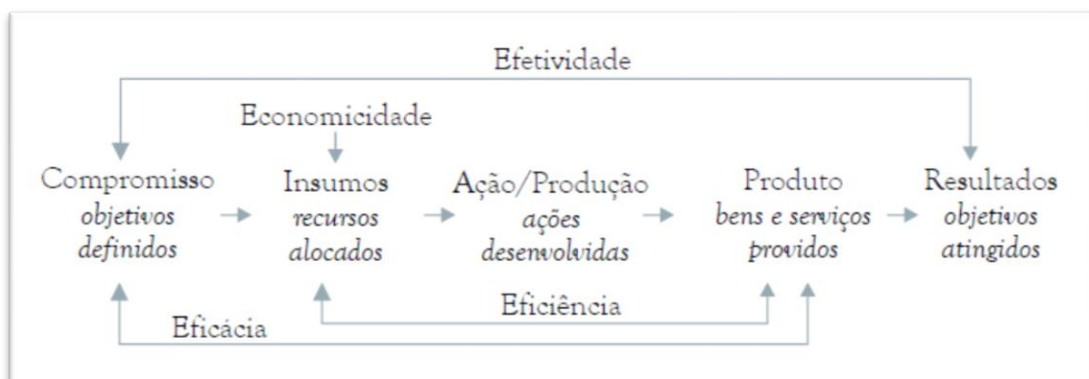 Efetividade
Economicidade
Compromisso
objetivos
definidos
Insumos
recursos
alocados
Ação/Produção
ações
desenvolvidas
Produto
bens e serviços
providos
Resultados
objetivos
atingidos
Eficiência
Eficácia